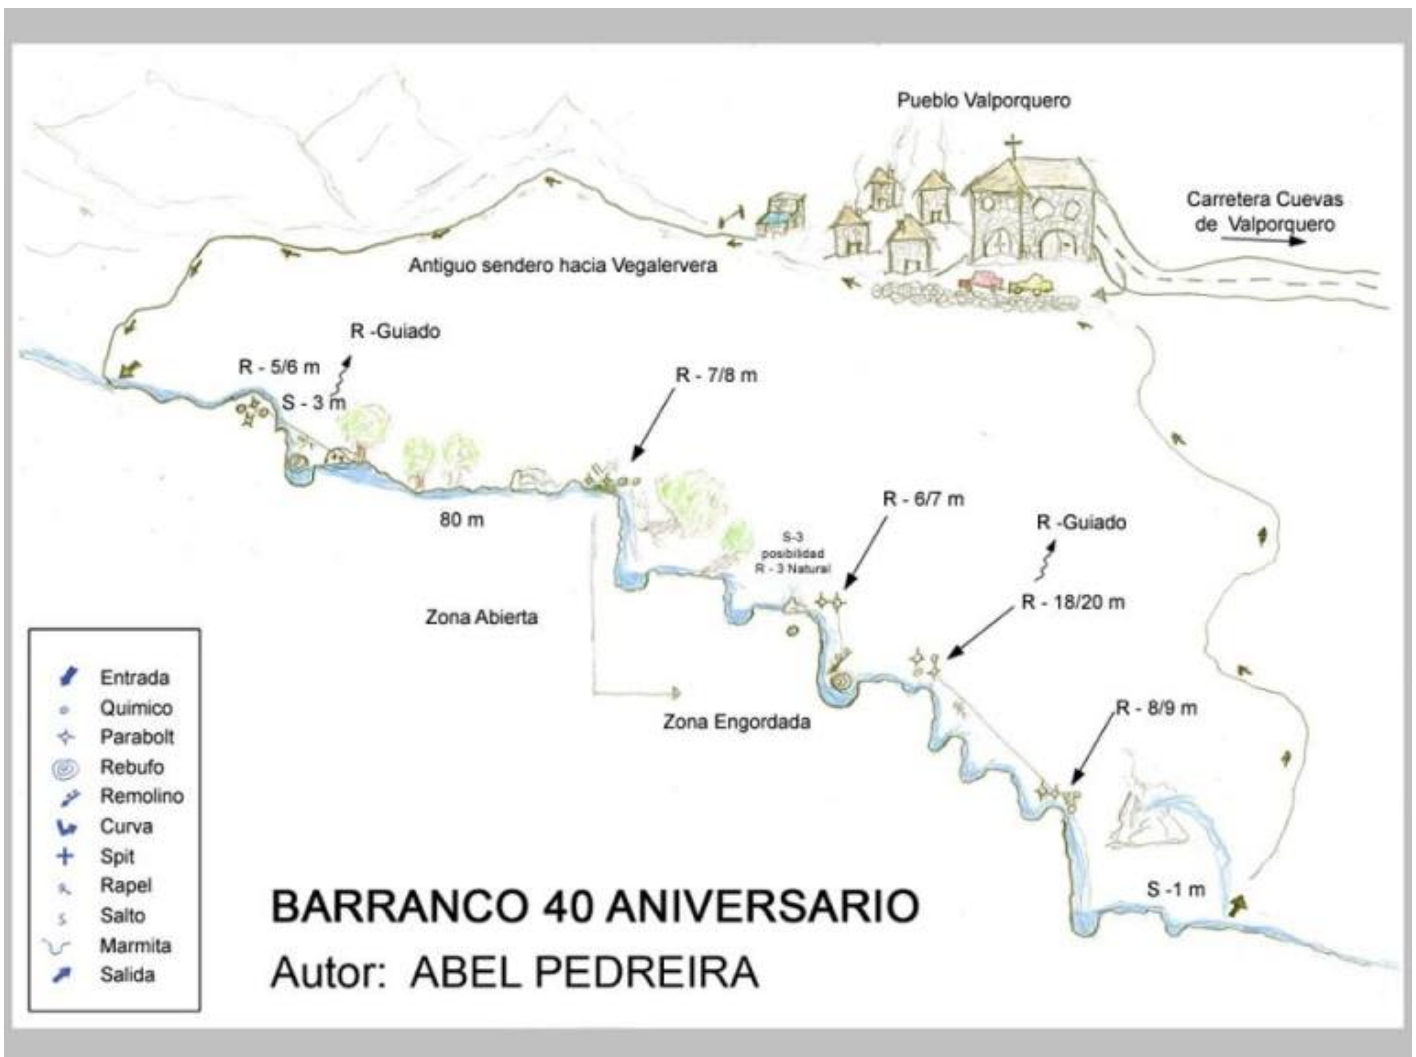 Pueblo Valporquero
Carretera Cuevas
de Valporquero
Antiguo sendero hacia Vegalervera
R -Guiado
R - 5/6 m
S - 3 m
R - 7/8 m
80 m
R - 6/7 m
S-3
posibilidad
R - 3 Natural
R -Guiado
R - 18/20 m
Zona Abierta
Zona Engordada
R - 8/9 m
S -1 m
Entrada
Quimico
Parabolt
Rebufo
Remolino
Curva
Spit
Rapel
Salto
Marmita
Salida
BARRANCO 40 ANIVERSARIO
Autor: ABEL PEDREIRA